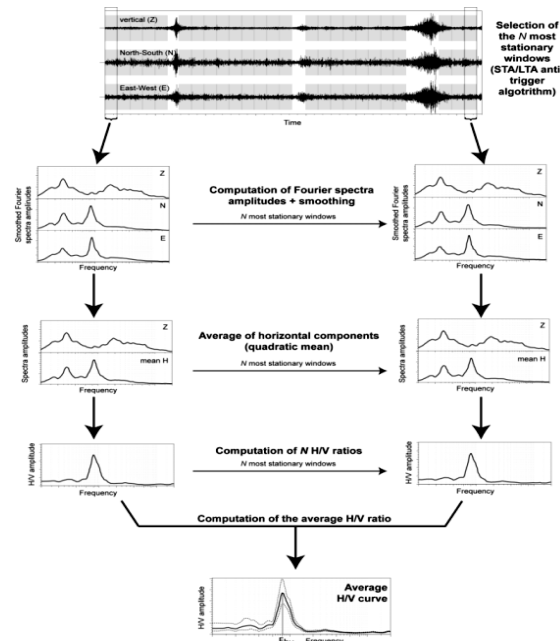 vertical (Z)
North-South (N)
East-West (E)
Time
Selection of
the N most
stationary
windows
(STA/LTA anti
trigger
algotrithm)
Smoothed Fourier
spectra amplitudes
Z
N
E
Frequency
Computation of Fourier spectra
amplitudes + smoothing
N most stationary windows
Smoothed Fourier
spectra amplitudes
Z
N
E
Frequency
Spectra amplitudes
Z
mean H
Frequency
Average of horizontal components
(quadratic mean)
N most stationary windows
Spectra amplitudes
Z
mean H
Frequency
H/V amplitude
Frequency
Computation of N H/V ratios
N most stationary windows
H/V amplitude
Frequency
Computation of the average H/V ratio
H/V amplitude
Average
H/V curve
Frequency